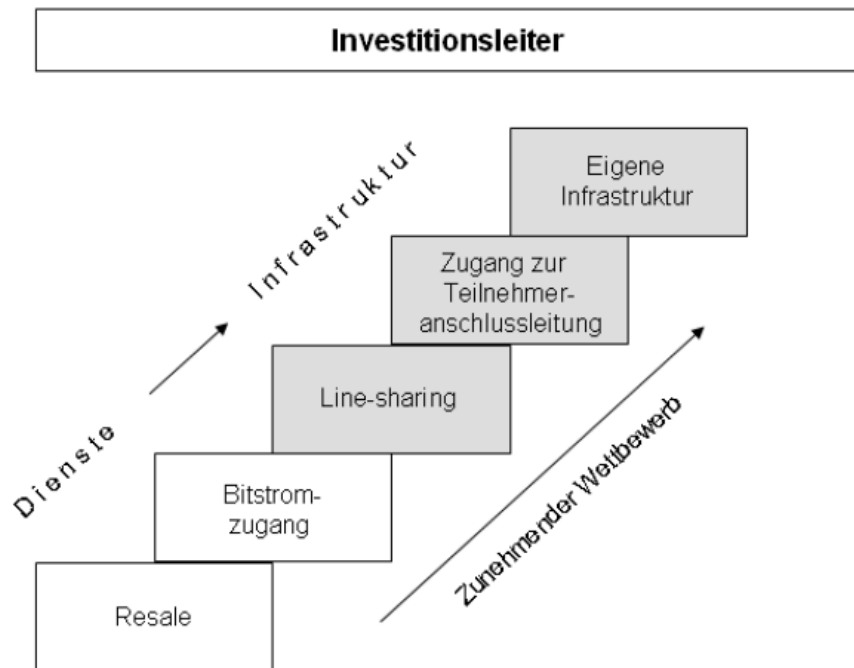 Investitionsleiter
Eigene
Infrastruktur
Zugang zur
Teilnehmer-
anschlussleitung
Line-sharing
Bitstrom-
zugang
Resale
Dienste
Infrastruktur
Zunehmender Wettbewerb